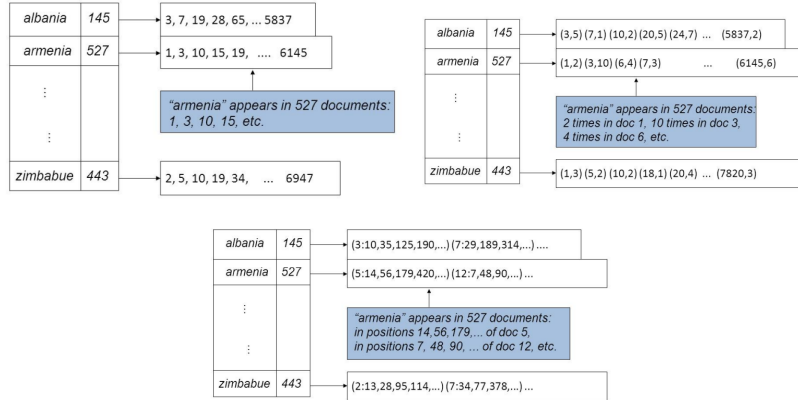 albania 145 3, 7, 19, 28, 65, ... 5837
armenia 527 1, 3, 10, 15, 19, .... 6145
⋮
"armenia" appears in 527 documents:
1, 3, 10, 15, etc.
⋮
zimbabue 443 2, 5, 10, 19, 34, ... 6947
albania 145 (3,5) (7,1) (10,2) (20,5) (24,7) ... (5837,2)
armenia 527 (1,2) (3,10) (6,4) (7,3) ... (6145,6)
⋮
"armenia" appears in 527 documents:
2 times in doc 1, 10 times in doc 3,
4 times in doc 6, etc.
⋮
zimbabue 443 (1,3) (5,2) (10,2) (18,1) (20,4) ... (7820,3)
albania 145 (3:10,35,125,190,...) (7:29,189,314,...) ....
armenia 527 (5:14,56,179,420,...) (12:7,48,90,...) ...
⋮
"armenia" appears in 527 documents:
in positions 14,56,179,... of doc 5,
in positions 7, 48, 90, ... of doc 12, etc.
⋮
zimbabue 443 (2:13,28,95,114,...) (7:34,77,378,...) ...